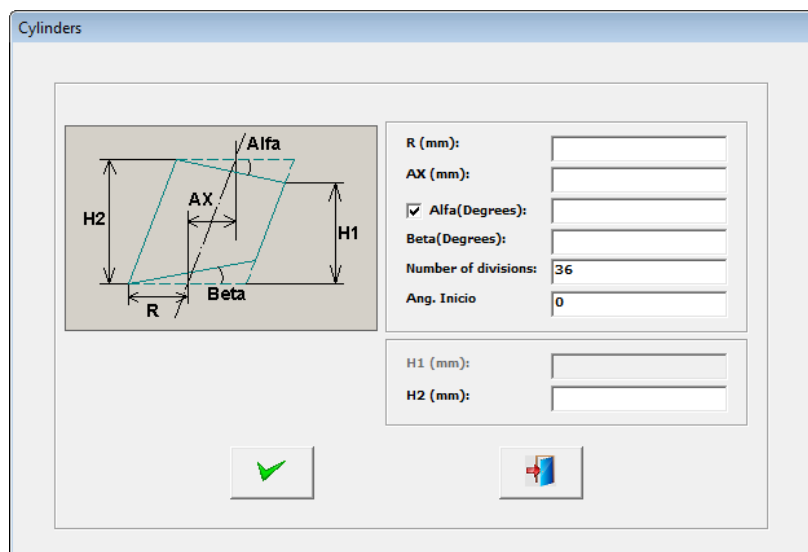 Cylinders
Alfa
AX
H2
H1
Beta
R
R (mm):
AX (mm):
Alfa(Degrees):
Beta(Degrees):
Number of divisions: 36
Ang. Inicio 0
H1 (mm):
H2 (mm):